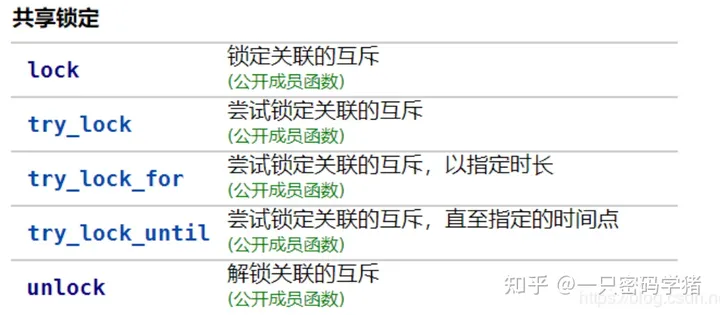 共享锁定
lock
锁定关联的互斥
(公开成员函数)
try_lock
尝试锁定关联的互斥
(公开成员函数)
try_lock_for
尝试锁定关联的互斥，以指定时长
(公开成员函数)
try_lock_until
尝试锁定关联的互斥，直至指定的时间点
(公开成员函数)
unlock
解锁关联的互斥
(公开成员函数)
知乎 @一只密码学猪
https://blog.csdn.net